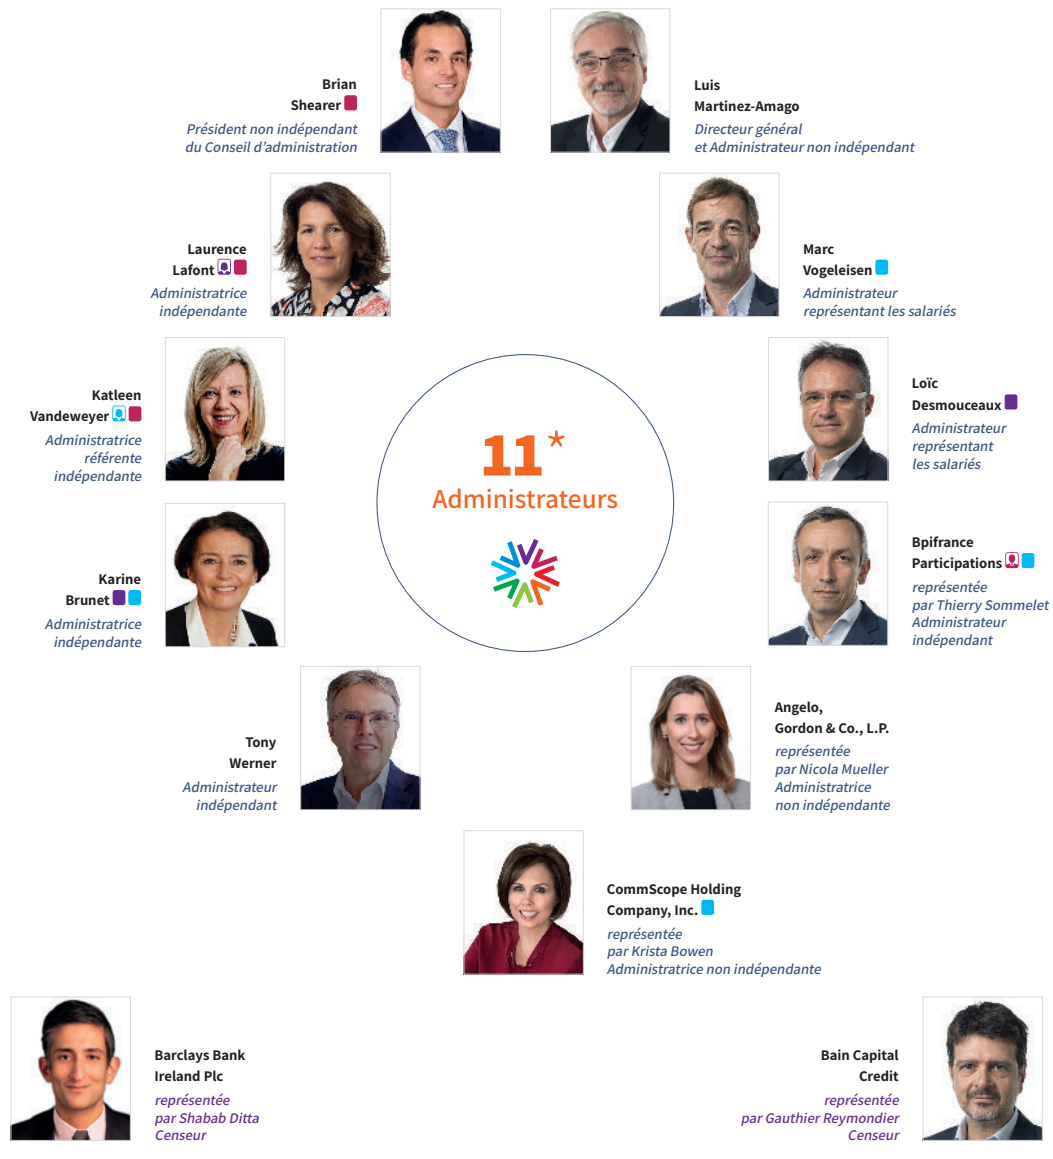 Brian
Shearer
Président non indépendant
du Conseil d'administration
Luis
Martinez-Amago
Directeur général
et Administrateur non indépendant
Laurence
Lafont
Administratrice
indépendante
Marc
Vogeleisen
Administrateur
représentant les salariés
Katleen
Vandeweyer
Administratrice
référente
indépendante
Loïc
Desmouceaux
Administrateur
représentant
les salariés
11*
Administrateurs
Karine
Brunet
Administratrice
indépendante
Bpifrance
Participations
représentée
par Thierry Sommelet
Administrateur
indépendant
Tony
Werner
Administrateur
indépendant
Angelo,
Gordon & Co., L.P.
représentée
par Nicola Mueller
Administratrice
non indépendante
CommScope Holding
Company, Inc.
représentée
par Krista Bowen
Administratrice non indépendante
Barclays Bank
Ireland Plc
représentée
par Shabab Ditta
Censeur
Bain Capital
Credit
représentée
par Gauthier Reymondier
Censeur